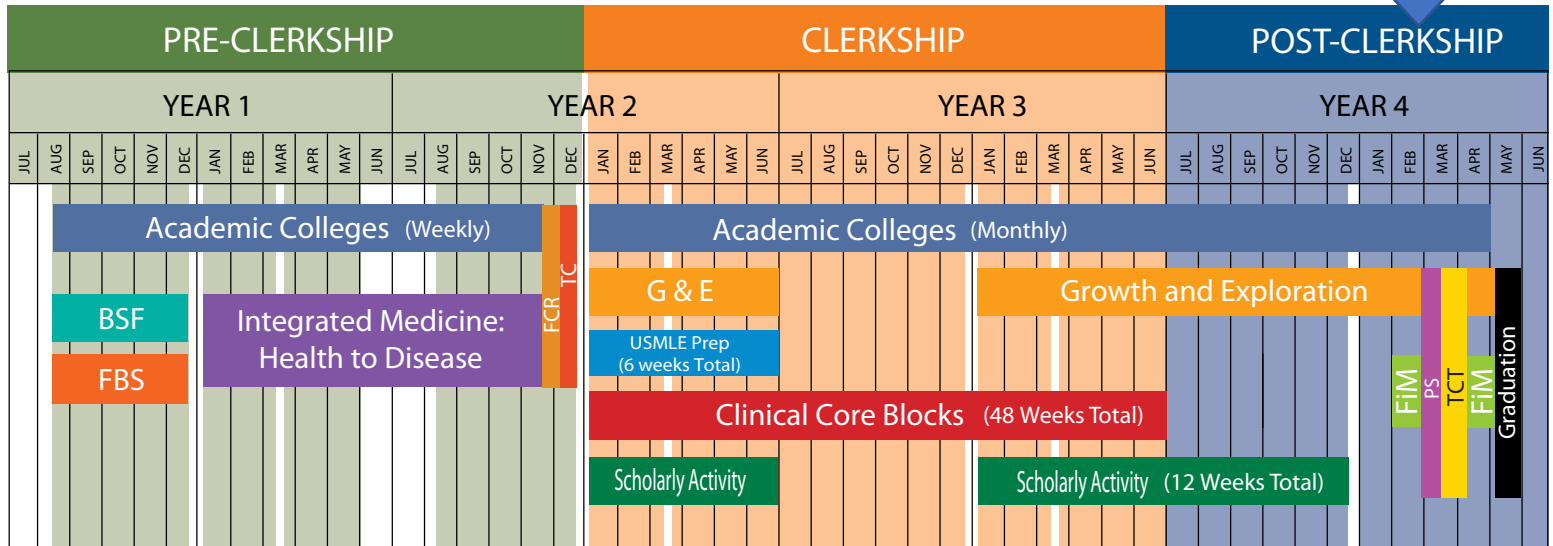 PRE-CLERKSHIP CLERKSHIP POST-CLERKSHIP
YEAR 1 YEAR 2 YEAR 3 YEAR 4
JUL AUG SEP OCT NOV DEC JAN FEB MAR APR MAY JUN JUL AUG SEP OCT NOV DEC JAN FEB MAR APR MAY JUN JUL AUG SEP OCT NOV DEC JAN FEB MAR APR MAY JUN JUL AUG SEP OCT NOV DEC JAN FEB MAR APR MAY JUN
Academic Colleges (Weekly)
FCR
TC
Academic Colleges (Monthly)
BSF
FBS
Integrated Medicine:
Health to Disease
G & E
Growth and Exploration
USMLE Prep
(6 weeks Total)
Clinical Core Blocks (48 Weeks Total)
Scholarly Activity
Scholarly Activity (12 Weeks Total)
FiM
PS
TCT
FiM
Graduation